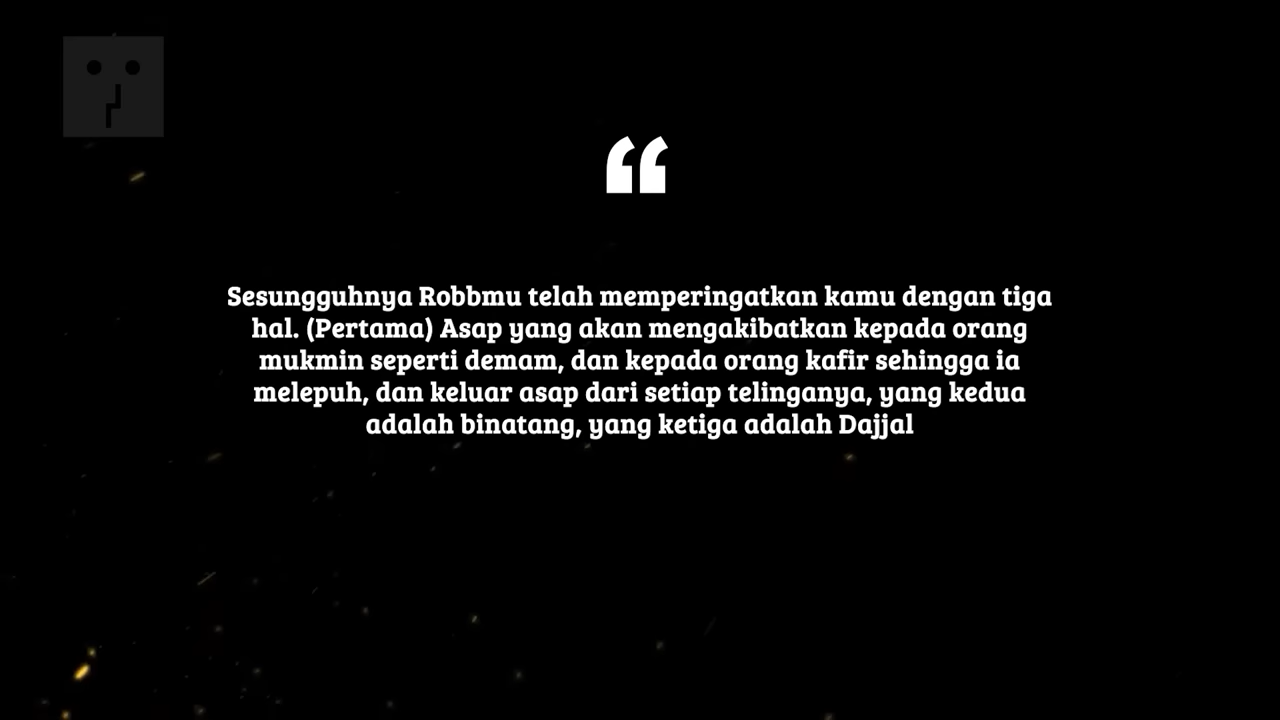 “
Sesungguhnya Robbmu telah memperingatkan kamu dengan tiga
hal. (Pertama) Asap yang akan mengakibatkan kepada orang
mukmin seperti demam, dan kepada orang kafir sehingga ia
melepuh, dan keluar asap dari setiap telinganya, yang kedua
adalah binatang, yang ketiga adalah Dajjal